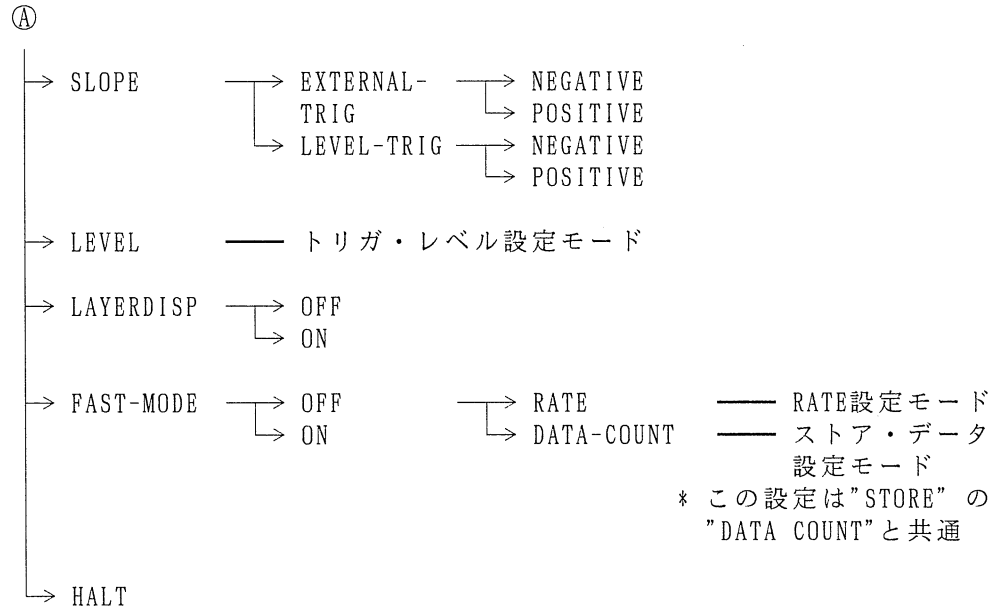 Ⓐ
SLOPE EXTERNAL- NEGATIVE
TRIG POSITIVE
LEVEL-TRIG NEGATIVE
POSITIVE
LEVEL トリガ・レベル設定モード
LAYERDISP OFF
ON
FAST-MODE OFF RATE RATE設定モード
ON DATA-COUNT ストア・データ
設定モード
* この設定は"STORE" の
"DATA COUNT"と共通
HALT